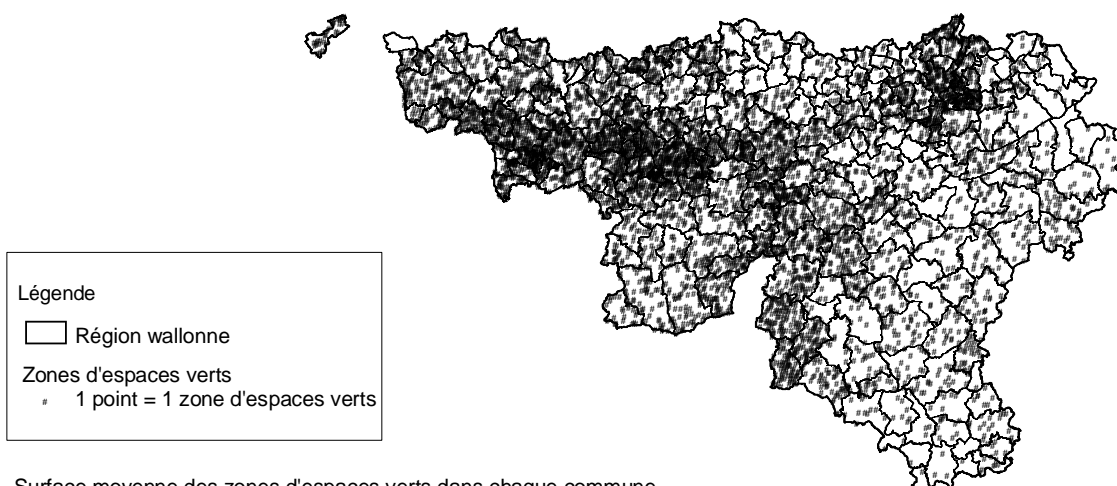 Légende
Région wallonne
Zones d'espaces verts
# 1 point = 1 zone d'espaces verts
Surface moyenne des zones d'espaces verts dans chaque commune